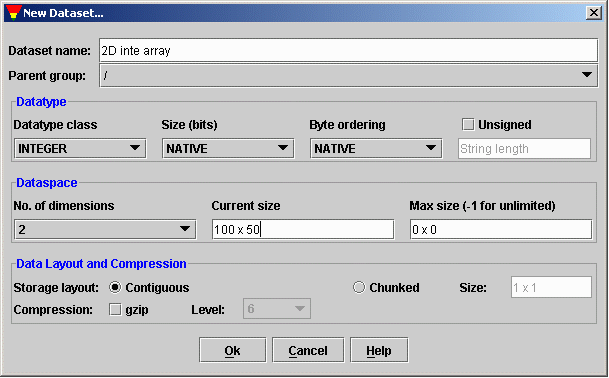 New Dataset...
Dataset name: 2D inte array
Parent group: /
Datatype
Datatype class Size (bits) Byte ordering Unsigned
INTEGER NATIVE NATIVE String length
Dataspace
No. of dimensions Current size Max size (-1 for unlimited)
2 100 x 50 0 x 0
Data Layout and Compression
Storage layout: Contiguous Chunked Size: 1 x 1
Compression: gzip Level: 6
Ok Cancel Help